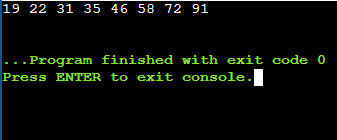 19 22 31 35 46 58 72 91
...Program finished with exit code 0
Press ENTER to exit console.